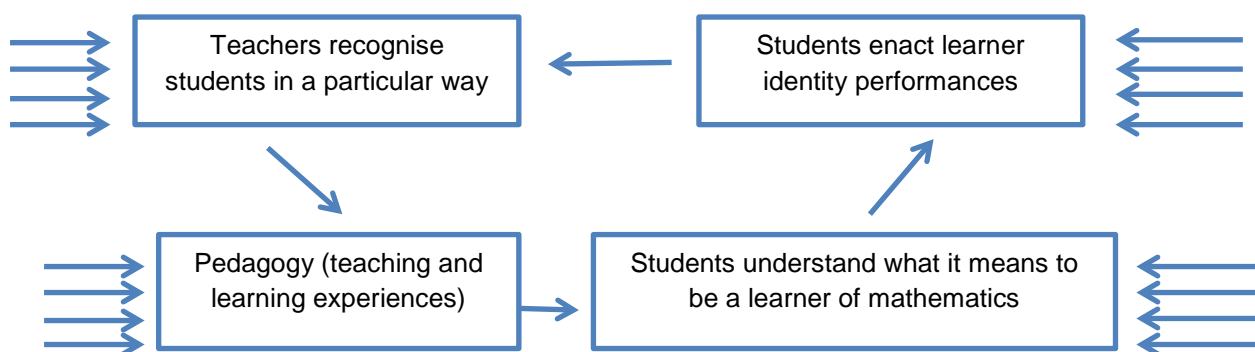 Teachers recognise
students in a particular way
Students enact learner
identity performances
Pedagogy (teaching and
learning experiences)
Students understand what it means to
be a learner of mathematics